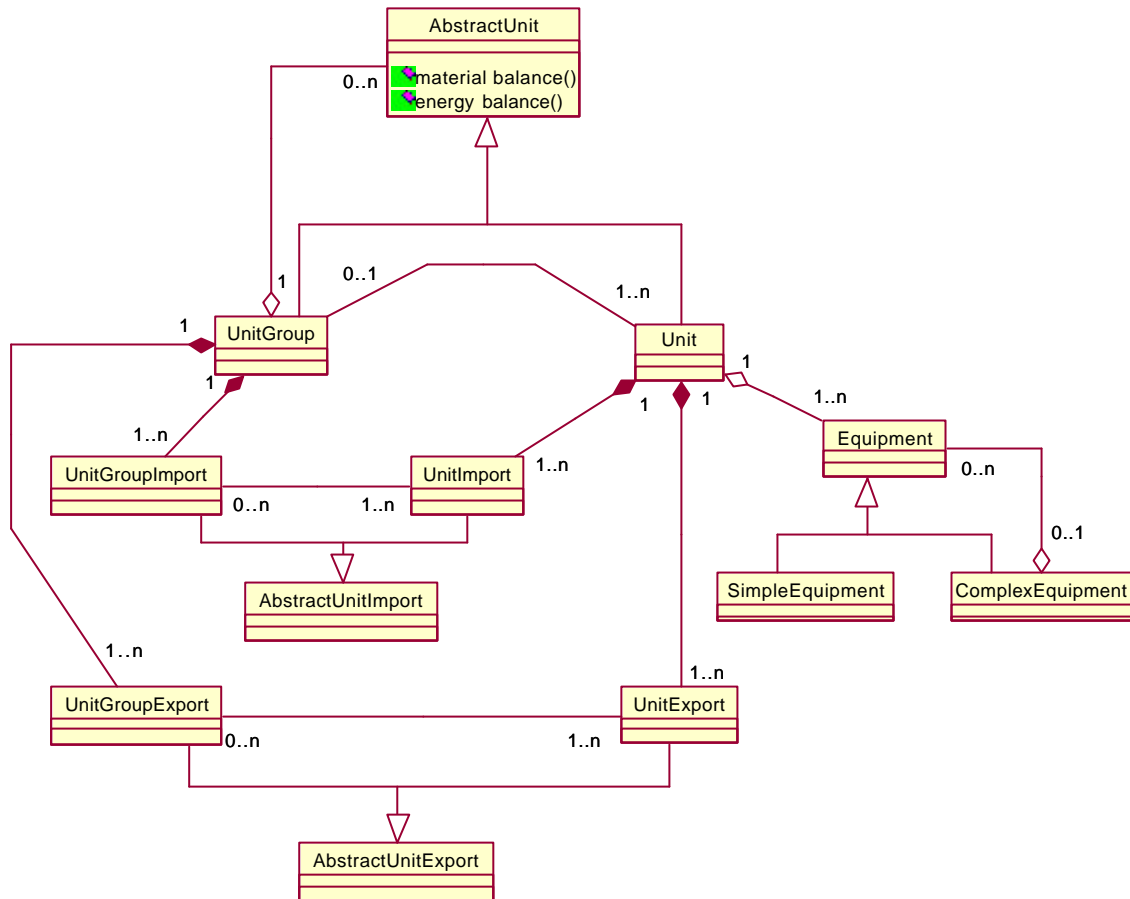 AbstractUnit
material balance()
energy balance()
0..n
1
0..1
1..n
UnitGroup
Unit
1
1
1
1
1
1..n
1..n
1..n
Equipment
UnitGroupImport
UnitImport
0..n
1..n
0..n
0..1
AbstractUnitImport
SimpleEquipment
ComplexEquipment
1..n
1..n
UnitGroupExport
UnitExport
0..n
1..n
AbstractUnitExport